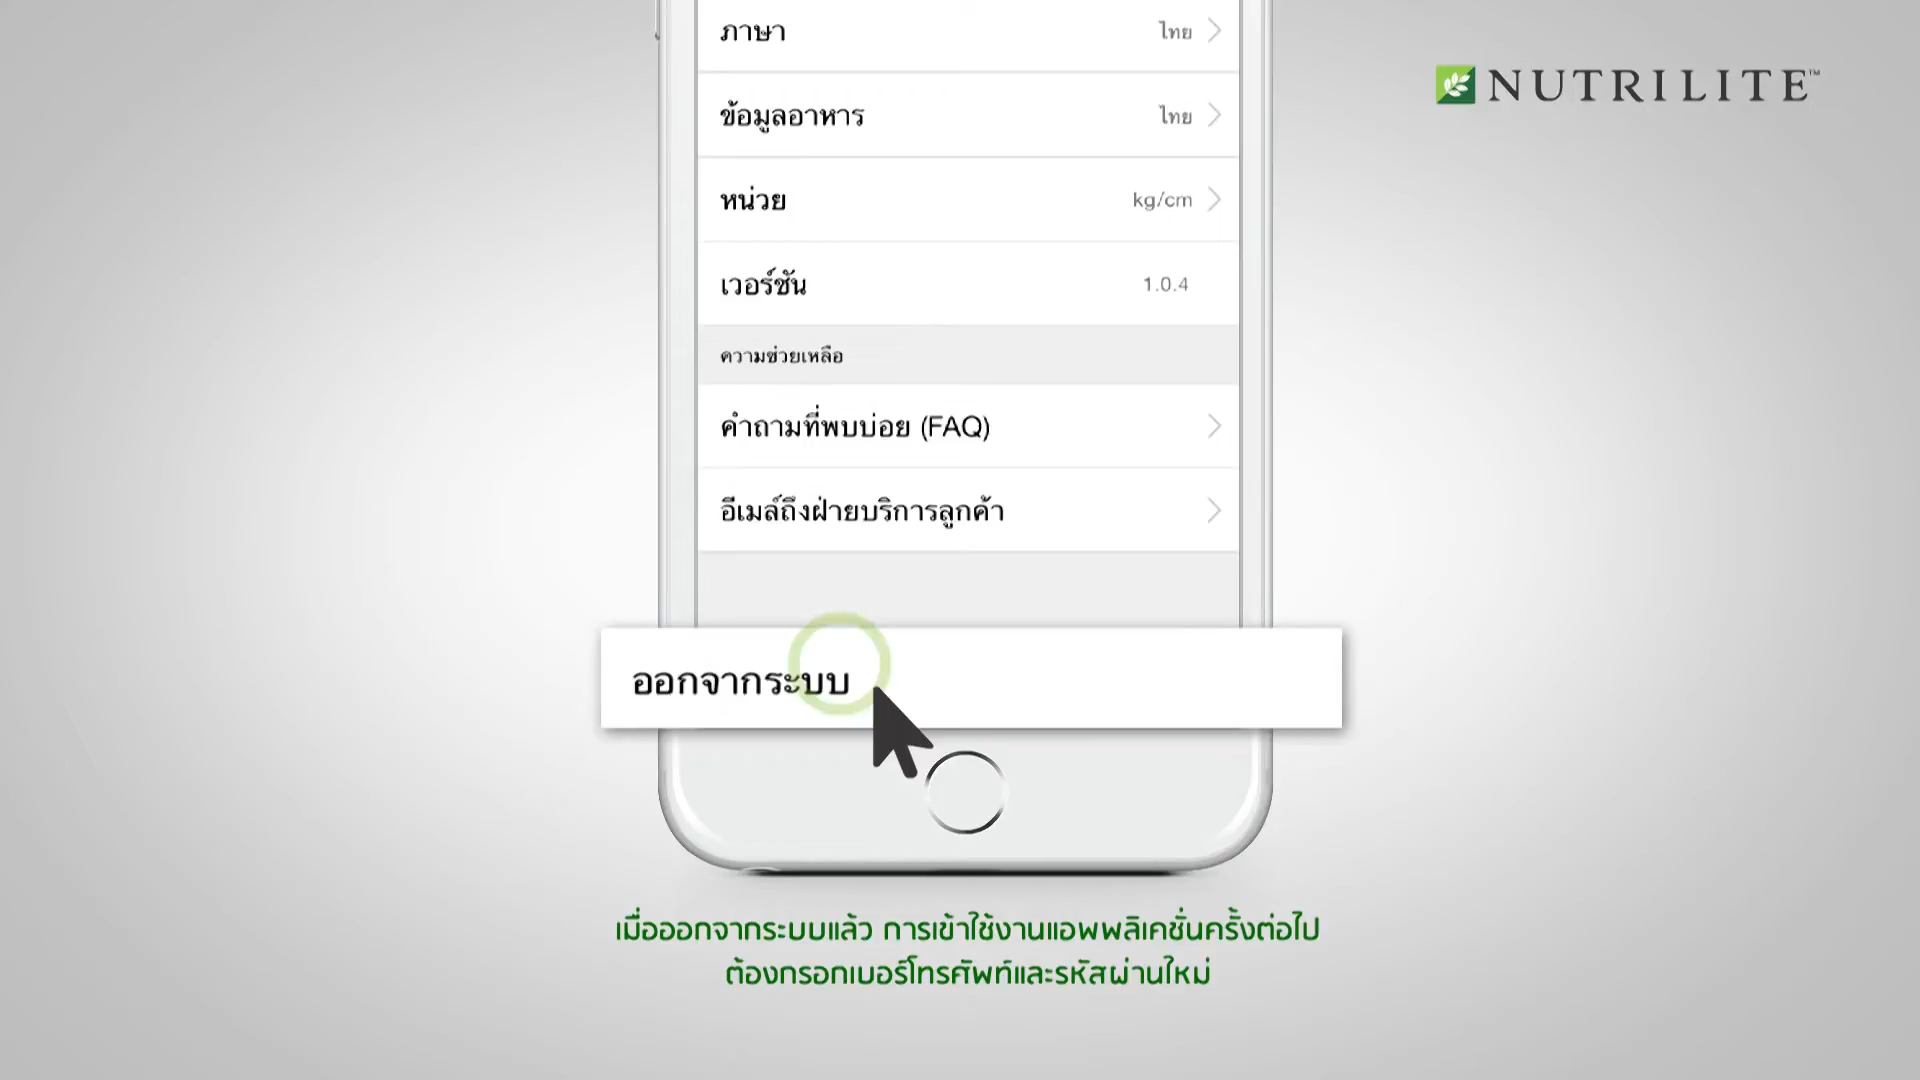 ภาษา ไทย
NUTRILITE™
ข้อมูลอาหาร ไทย
หน่วย kg/cm
เวอร์ชัน 1.0.4
ความช่วยเหลือ
คำถามที่พบบ่อย (FAQ)
อีเมล์ถึงฝ่ายบริการลูกค้า
ออกจากระบบ
เมื่อออกจากระบบแล้ว การเข้าใช้งานแอพพลิเคชั่นครั้งต่อไป
ต้องกรอกเบอร์โทรศัพท์และรหัสผ่านใหม่